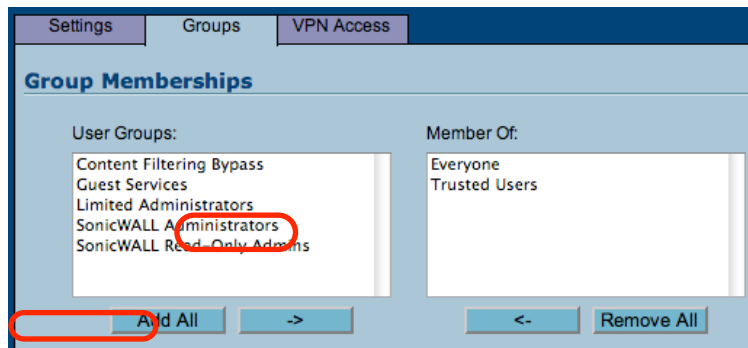 Settings Groups VPN Access
Group Memberships
User Groups: Member Of:
Content Filtering Bypass Everyone
Guest Services Trusted Users
Limited Administrators
SonicWALL Administrators
SonicWALL Read-Only Admins
Add All -> <- Remove All